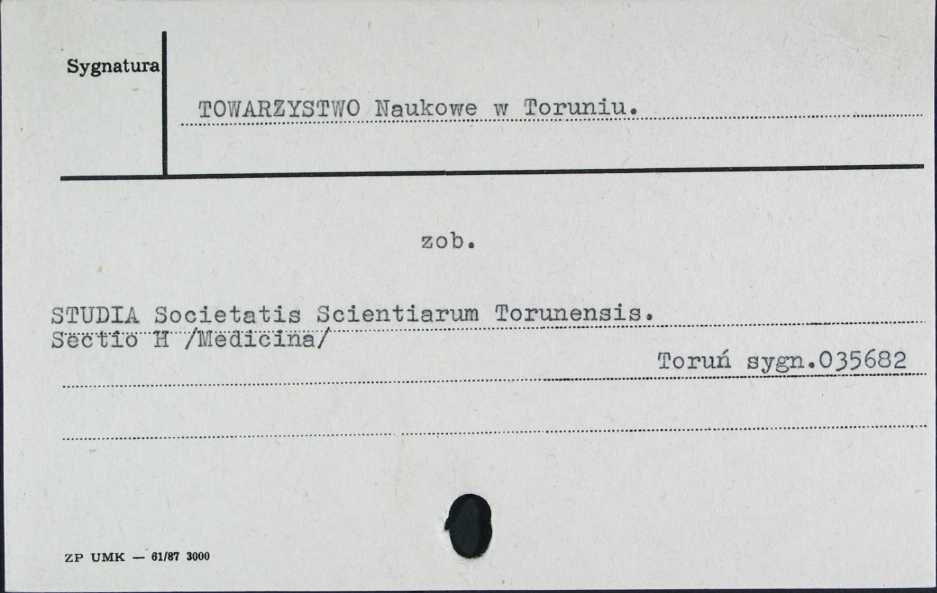 Sygnatura
TOWARZYSTWO Naukowe w Toruniu.
zob.
STUDIA Societatis Scientiarum Torunensis.
Sectio H /Medicina/
Toruń sygn.035682
ZP UMK — 61/87 3000